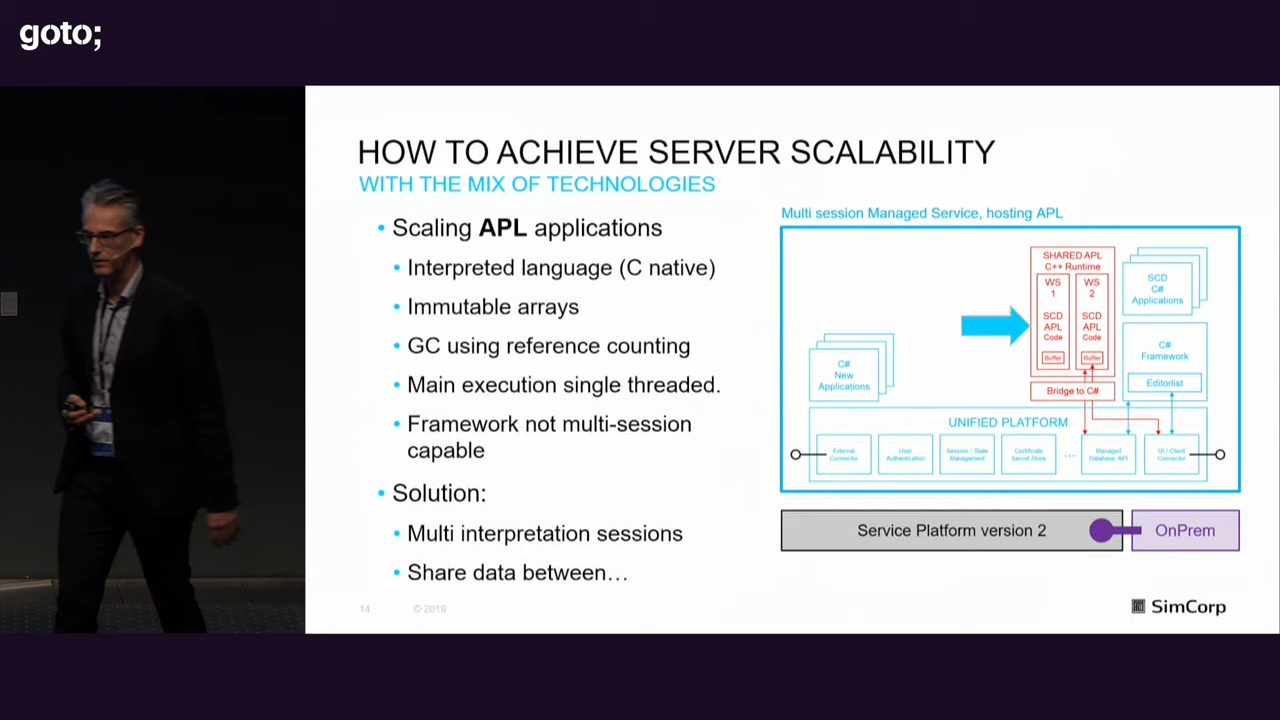 goto;
HOW TO ACHIEVE SERVER SCALABILITY
WITH THE MIX OF TECHNOLOGIES
• Scaling APL applications
• Interpreted language (C native)
• Immutable arrays
• GC using reference counting
• Main execution single threaded.
• Framework not multi-session
capable
• Solution:
• Multi interpretation sessions
• Share data between…
Multi session Managed Service, hosting APL
SHARED APL
C++ Runtime
WS
1
SCD
APL
Code
Buffer
WS
2
SCD
APL
Code
Buffer
Bridge to C#
SCD
C#
Applications
C#
Framework
Editorlist
C#
New
Applications
UNIFIED PLATFORM
External
Connector
User
Authentication
Session / State
Management
Certificate
Secret Store
...
Managed
Database API
UI / Client
Connector
Service Platform version 2
OnPrem
14
© 2019
SimCorp